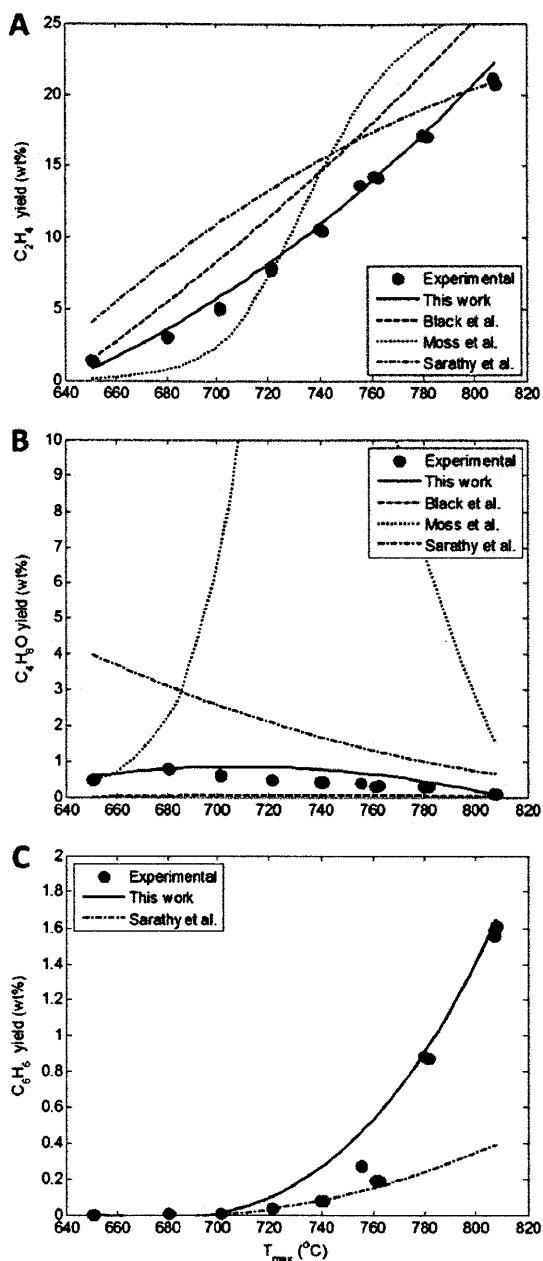 A
25
20
15
10
5
0
C2H4 yield (wt%)
Experimental
This work
Black et al.
Moss et al.
Sarathy et al.
640 660 680 700 720 740 760 780 800 820
B
10
9
8
7
6
5
4
3
2
1
0
C4H8O yield (wt%)
Experimental
This work
Black et al.
Moss et al.
Sarathy et al.
640 660 680 700 720 740 760 780 800 820
C
2
1.8
1.6
1.4
1.2
1
0.8
0.6
0.4
0.2
0
C6H6 yield (wt%)
Experimental
This work
Sarathy et al.
640 660 680 700 720 740 760 780 800 820
Tmax (°C)